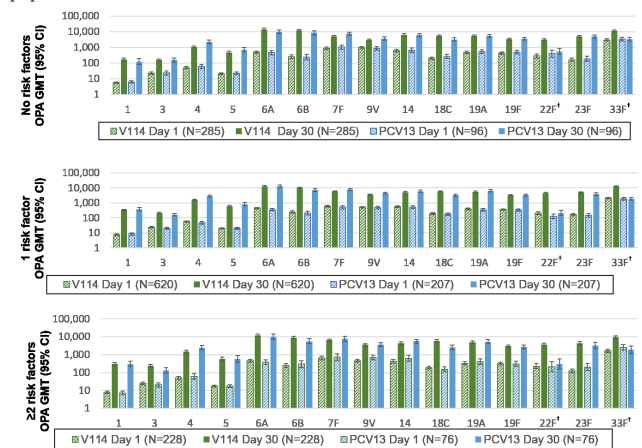 No risk factors
OPA GMT (95% CI)
100,000
10,000
1,000
100
10
1
1 3 4 5 6A 6B 7F 9V 14 18C 19A 19F 22F† 23F 33F†
V114 Day 1 (N=285) V114 Day 30 (N=285) PCV13 Day 1 (N=96) PCV13 Day 30 (N=96)
1 risk factor
OPA GMT (95% CI)
100,000
10,000
1,000
100
10
1
1 3 4 5 6A 6B 7F 9V 14 18C 19A 19F 22F† 23F 33F†
V114 Day 1 (N=620) V114 Day 30 (N=620) PCV13 Day 1 (N=207) PCV13 Day 30 (N=207)
≥2 risk factors
OPA GMT (95% CI)
100,000
10,000
1,000
100
10
1
1 3 4 5 6A 6B 7F 9V 14 18C 19A 19F 22F† 23F 33F†
V114 Day 1 (N=228) V114 Day 30 (N=228) PCV13 Day 1 (N=76) PCV13 Day 30 (N=76)